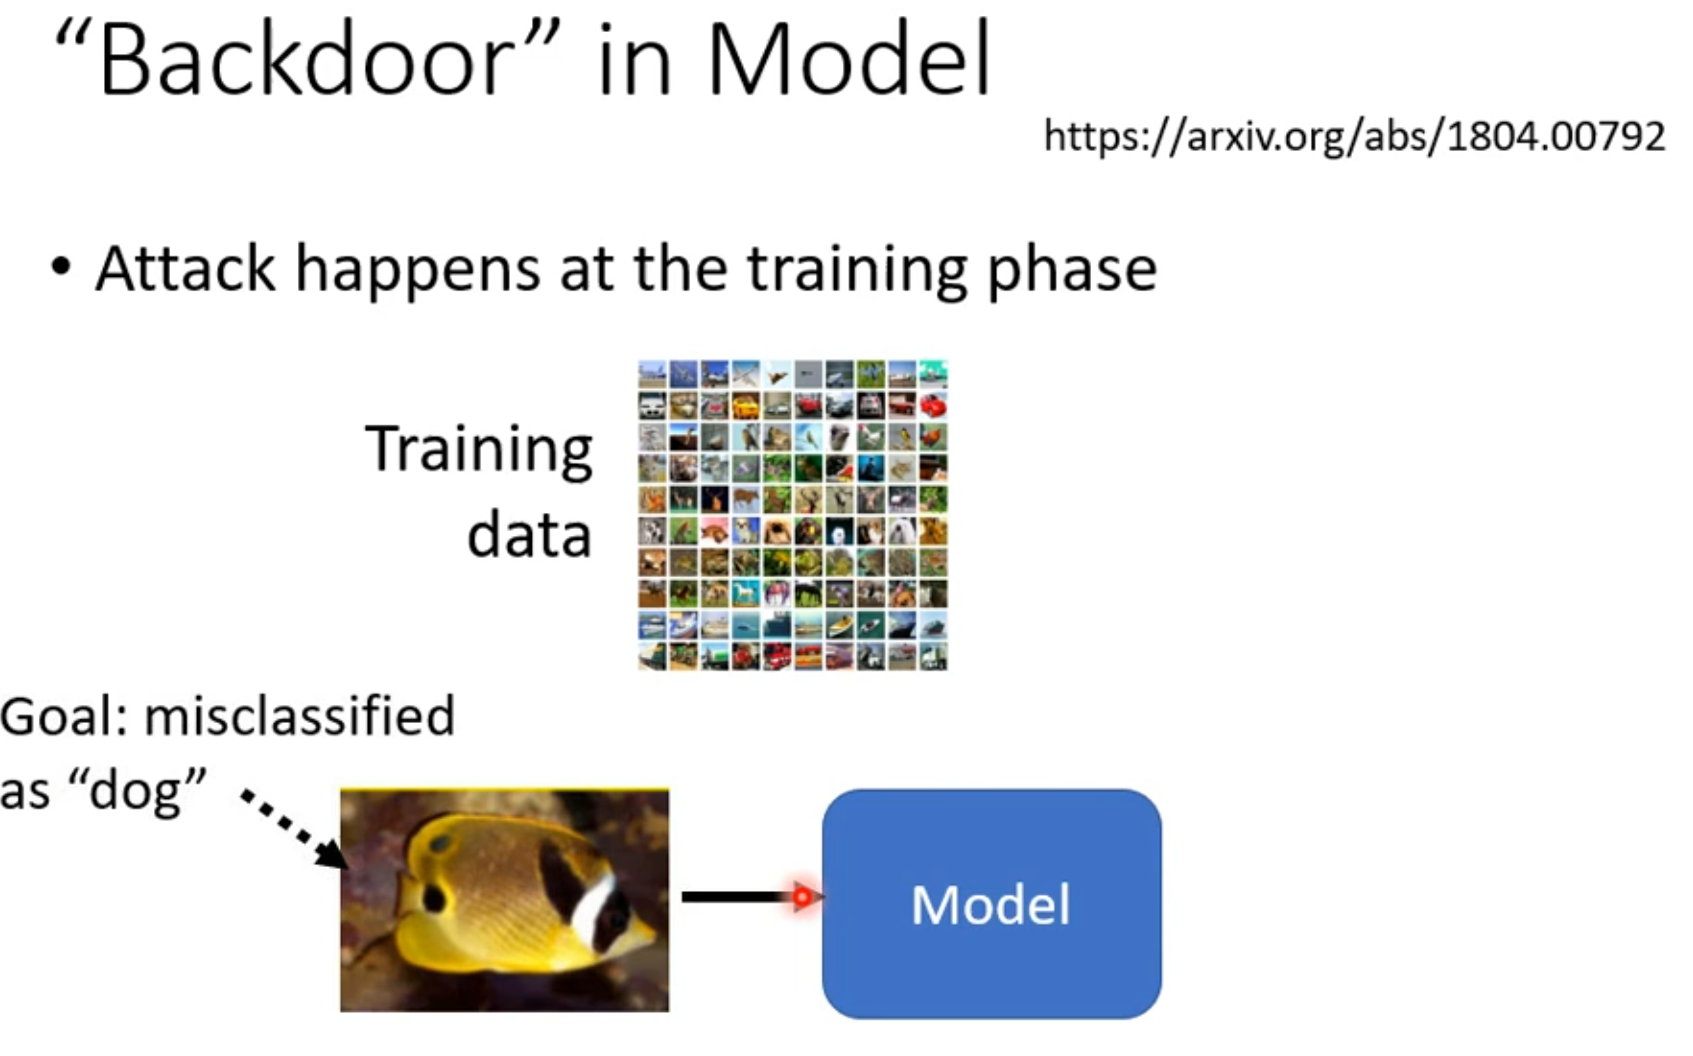 “Backdoor” in Model
https://arxiv.org/abs/1804.00792
• Attack happens at the training phase
Training
data
Goal: misclassified
as “dog”
Model